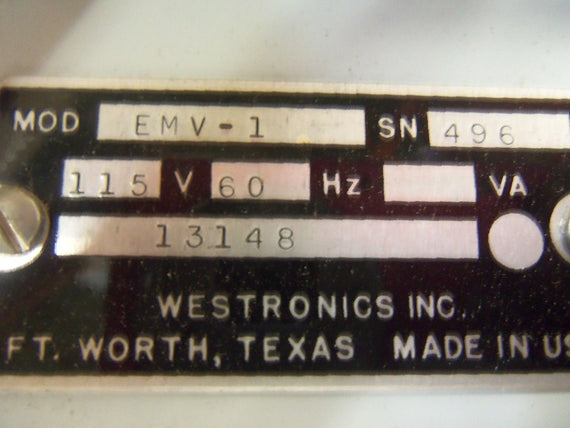 MOD EMV-1 SN 496
115 V 60 Hz VA
13148
WESTRONICS INC.
FT. WORTH, TEXAS MADE IN US